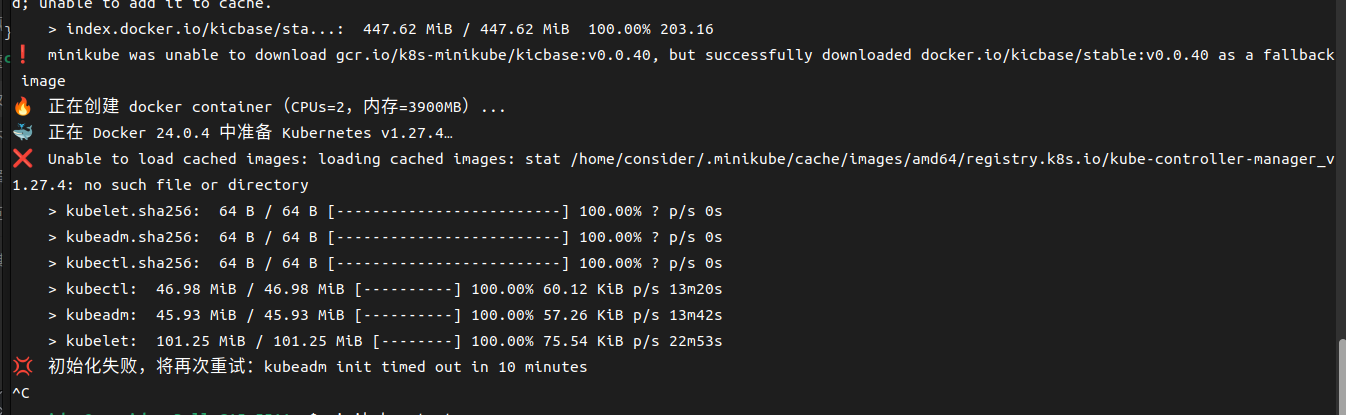 d; unable to add it to cache.
> index.docker.io/kicbase/sta...:  447.62 MiB / 447.62 MiB  100.00% 203.16
❗  minikube was unable to download gcr.io/k8s-minikube/kicbase:v0.0.40, but successfully downloaded docker.io/kicbase/stable:v0.0.40 as a fallback
image
🔥  正在创建 docker container（CPUs=2，内存=3900MB）...
🐳  正在 Docker 24.0.4 中准备 Kubernetes v1.27.4…
❌  Unable to load cached images: loading cached images: stat /home/consider/.minikube/cache/images/amd64/registry.k8s.io/kube-controller-manager_v
1.27.4: no such file or directory
> kubelet.sha256:  64 B / 64 B [-------------------------] 100.00% ? p/s 0s
> kubeadm.sha256:  64 B / 64 B [-------------------------] 100.00% ? p/s 0s
> kubectl.sha256:  64 B / 64 B [-------------------------] 100.00% ? p/s 0s
> kubectl:  46.98 MiB / 46.98 MiB [----------] 100.00% 60.12 KiB p/s 13m20s
> kubeadm:  45.93 MiB / 45.93 MiB [----------] 100.00% 57.26 KiB p/s 13m42s
> kubelet:  101.25 MiB / 101.25 MiB [--------] 100.00% 75.54 KiB p/s 22m53s
💢  初始化失败，将再次重试：kubeadm init timed out in 10 minutes
^C